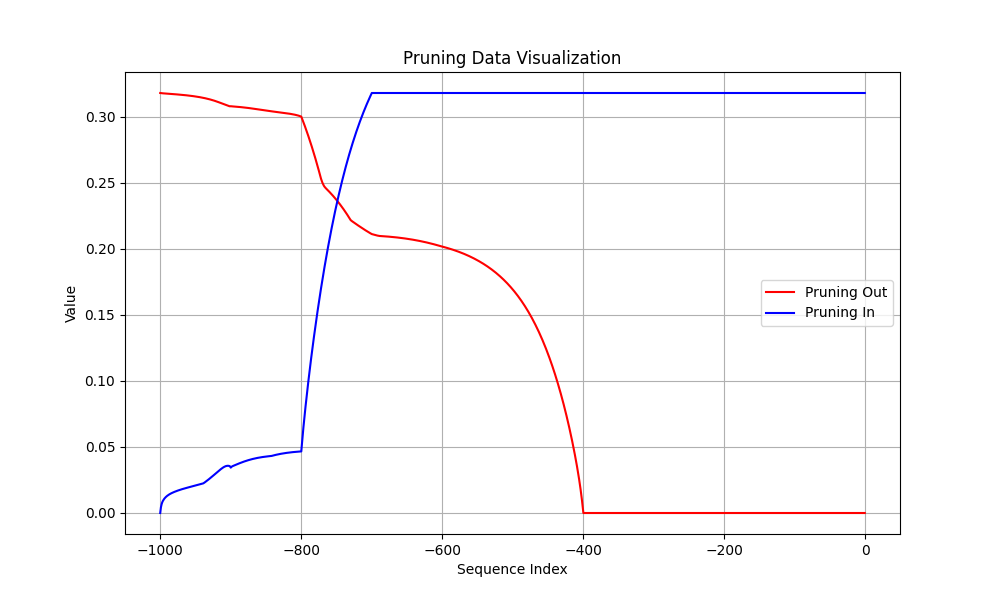 Pruning Data Visualization
Value
0.30
0.25
0.20
0.15
0.10
0.05
0.00
Pruning Out
Pruning In
−1000 −800 −600 −400 −200 0
Sequence Index